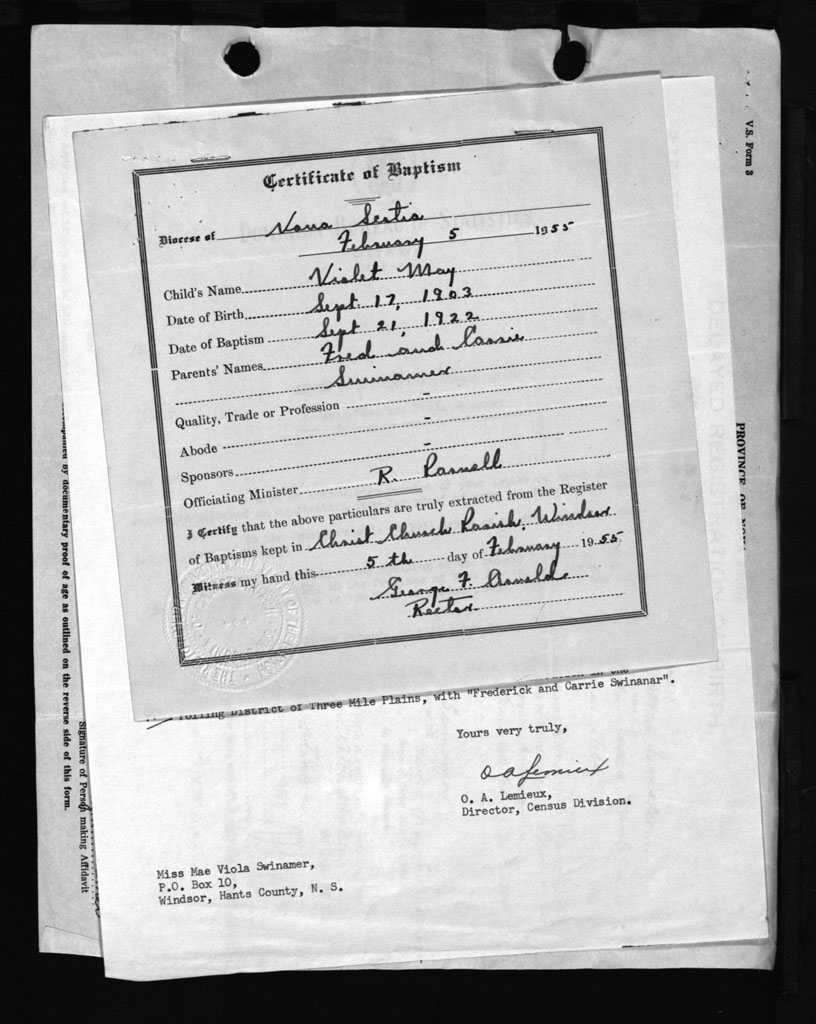 Certificate of Baptism
Diocese of Nova Scotia
February 5 1955
Child's Name Violet May
Date of Birth Sept. 17, 1903
Date of Baptism Sept 21, 1922
Parents' Names Fred and Cassie
Swinamer
Quality, Trade or Profession -
Abode -
Sponsors -
Officiating Minister R. Parnell
I Certify that the above particulars are truly extracted from the Register
of Baptisms kept in Christ Church Parish, Windsor
Witness my hand this 5th day of February 1955
George F. Arnold
Rector
Polling District of Three Mile Plains, with "Frederick and Carrie Swinanar".
Yours very truly,
O A Lemieux
O. A. Lemieux,
Director, Census Division.
Miss Mae Viola Swinamer,
P.O. Box 10,
Windsor, Hants County, N. S.
V.S. Form 3
PROVINCE OF
DELAYED REGISTRATION OF BIRTH
by documentary proof of age as outlined on the reverse side of this form.
Signature of Person making Affidavit